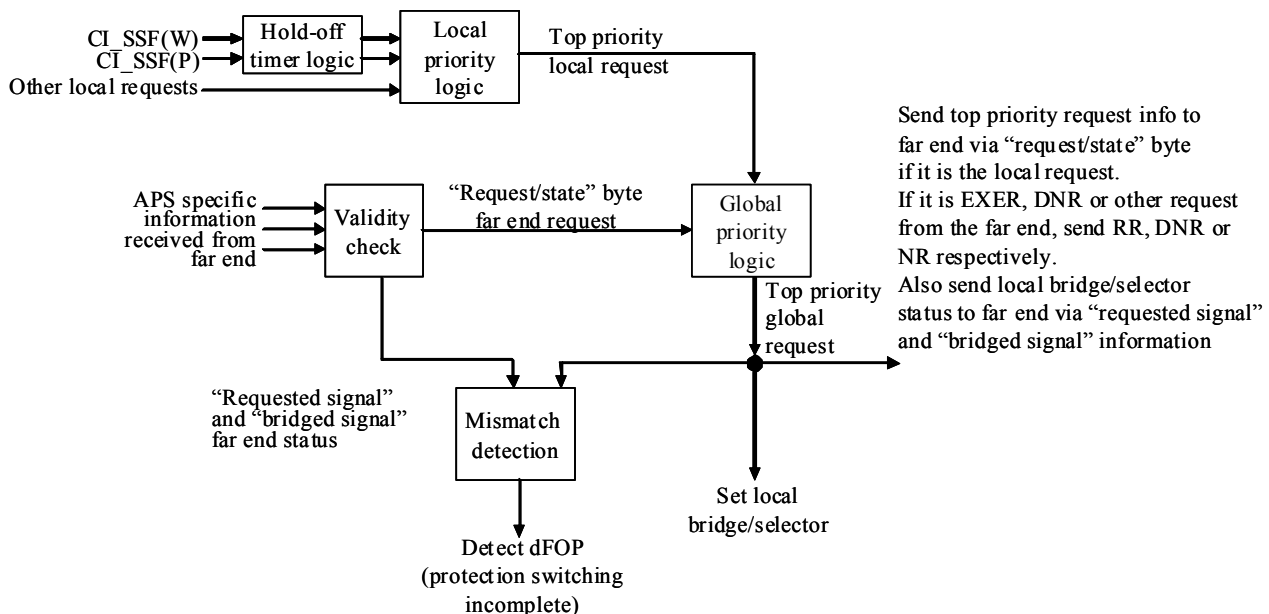 CI_SSF(W)
CI_SSF(P)
Other local requests
Hold-off
timer logic
Local
priority
logic
Top priority
local request
APS specific
information
received from
far end
Validity
check
“Request/state” byte
far end request
Global
priority
logic
Top priority
global
request
Send top priority request info to
far end via “request/state” byte
if it is the local request.
If it is EXER, DNR or other request
from the far end, send RR, DNR or
NR respectively.
Also send local bridge/selector
status to far end via “requested signal”
and “bridged signal” information
“Requested signal”
and “bridged signal”
far end status
Mismatch
detection
Set local
bridge/selector
Detect dFOP
(protection switching
incomplete)